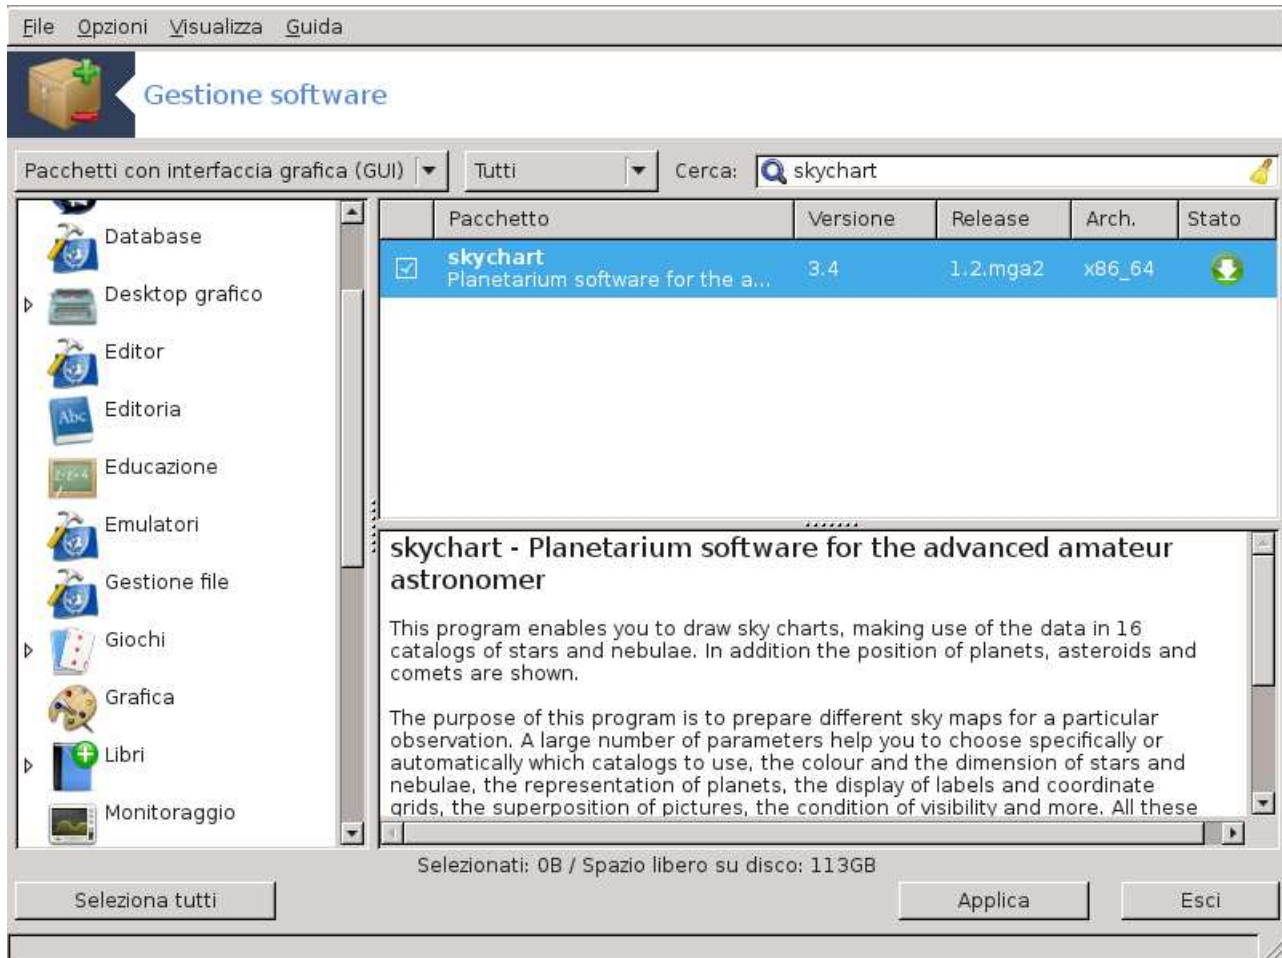 File Opzioni Visualizza Guida
Gestione software
Pacchetti con interfaccia grafica (GUI) Tutti Cerca: skychart
Database
Desktop grafico
Editor
Editoria
Abc
Educazione
Emulatori
Gestione file
Giochi
Grafica
Libri
Monitoraggio
Pacchetto Versione Release Arch. Stato
skychart
Planetarium software for the a... 3.4 1.2.mga2 x86_64
skychart - Planetarium software for the advanced amateur
astronomer
This program enables you to draw sky charts, making use of the data in 16
catalogs of stars and nebulae. In addition the position of planets, asteroids and
comets are shown.
The purpose of this program is to prepare different sky maps for a particular
observation. A large number of parameters help you to choose specifically or
automatically which catalogs to use, the colour and the dimension of stars and
nebulae, the representation of planets, the display of labels and coordinate
grids, the superposition of pictures, the condition of visibility and more. All these
Selezionati: 0B / Spazio libero su disco: 113GB
Seleziona tutti Applica Esci